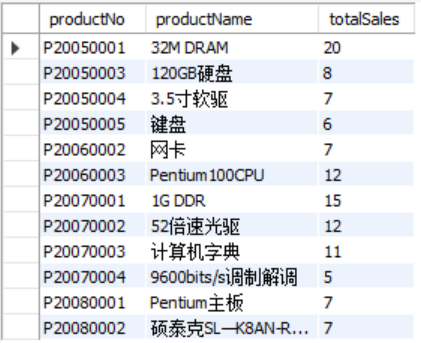 productNo productName totalSales
P20050001 32M DRAM 20
P20050003 120GB硬盘 8
P20050004 3.5寸软驱 7
P20050005 键盘 6
P20060002 网卡 7
P20060003 Pentium100CPU 12
P20070001 1G DDR 15
P20070002 52倍速光驱 12
P20070003 计算机字典 11
P20070004 9600bits/s调制解调 5
P20080001 Pentium主板 7
P20080002 硕泰克SL—K8AN-R... 7